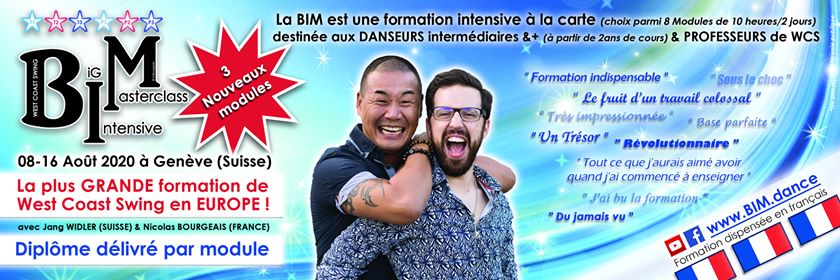 WEST COAST SWING
BiG
Masterclass
Intensive
3
Nouveaux
modules
08-16 Août 2020 à Genève (Suisse)
La plus GRANDE formation de
West Coast Swing en EUROPE !
avec Jang WIDLER (SUISSE) & Nicolas BOURGEAIS (FRANCE)
Diplôme délivré par module
La BIM est une formation intensive à la carte (choix parmi 8 Modules de 10 heures/2 jours)
destinée aux DANSEURS intermédiaires &+ (à partir de 2ans de cours) & PROFESSEURS de WCS
" Formation indispensable "
" Sous le choc "
" Le fruit d'un travail colossal "
" Très impressionnée "
" Base parfaite "
" Un Trésor "
" Révolutionnaire "
" Tout ce que j'aurais aimé avoir
quand j'ai commencé à enseigner "
" J'ai bu la formation "
" Du jamais vu "
www.BIM.dance
Formation dispensée en français